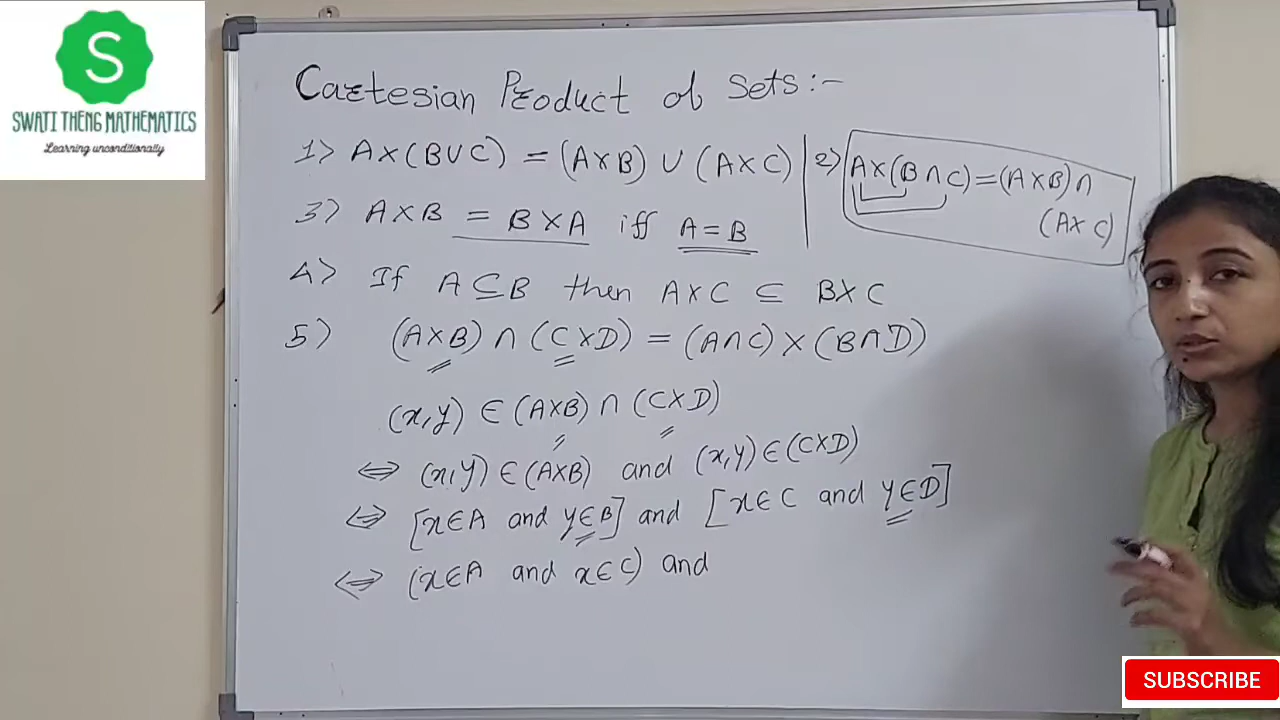 S
SWATI THENG MATHEMATICS
Learning unconditionally
Cartesian Product of Sets :-
1> A×(B∪C) = (A×B) ∪ (A×C)
2> A×(B∩C)=(A×B)∩
(A×C)
3> A×B = B×A iff A=B
4> If A⊆B then A×C ⊆ B×C
5> (A×B) ∩ (C×D) = (A∩C) × (B∩D)
(x,y) ∈ (A×B) ∩ (C×D)
⇔ (x,y) ∈ (A×B) and (x,y) ∈ (C×D)
⇔ [x∈A and y∈B] and [x∈C and y∈D]
⇔ (x∈A and x∈C) and
SUBSCRIBE